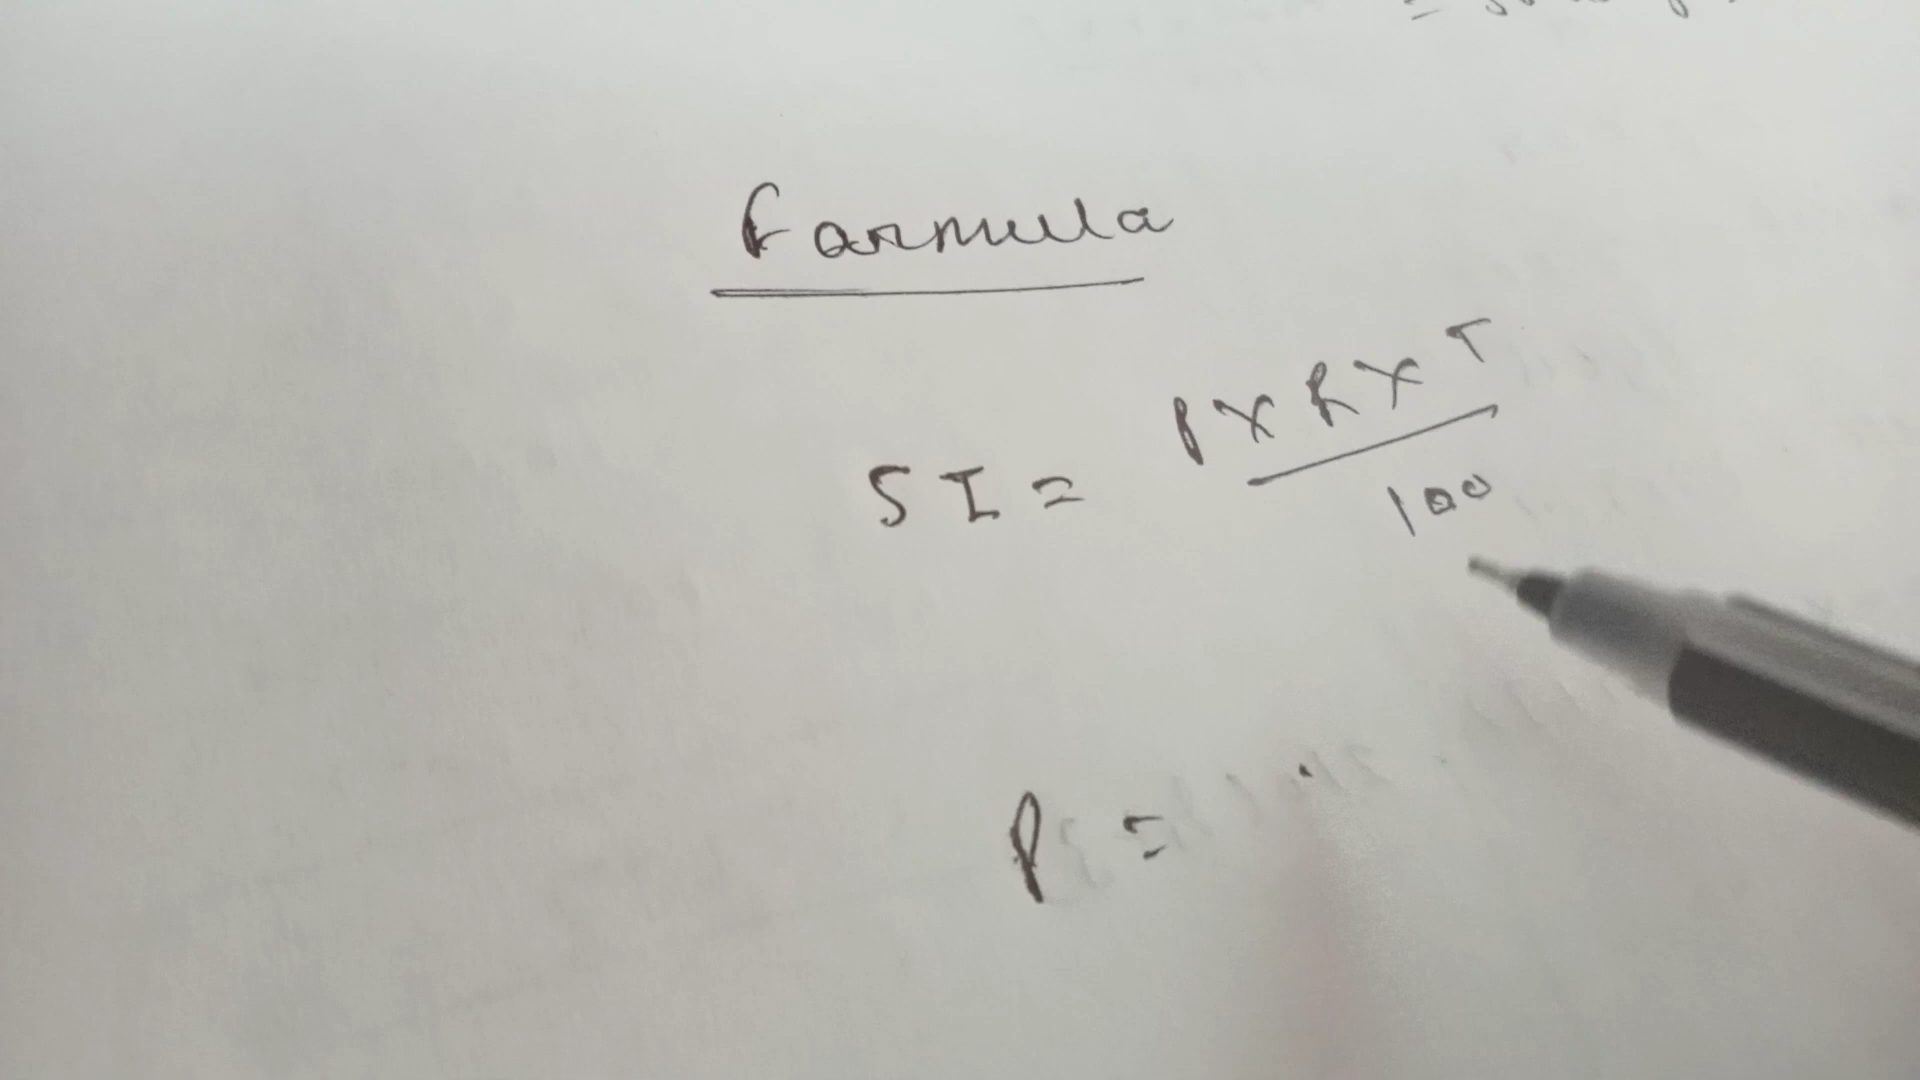 Formula
SI = P X R X T
100
P =